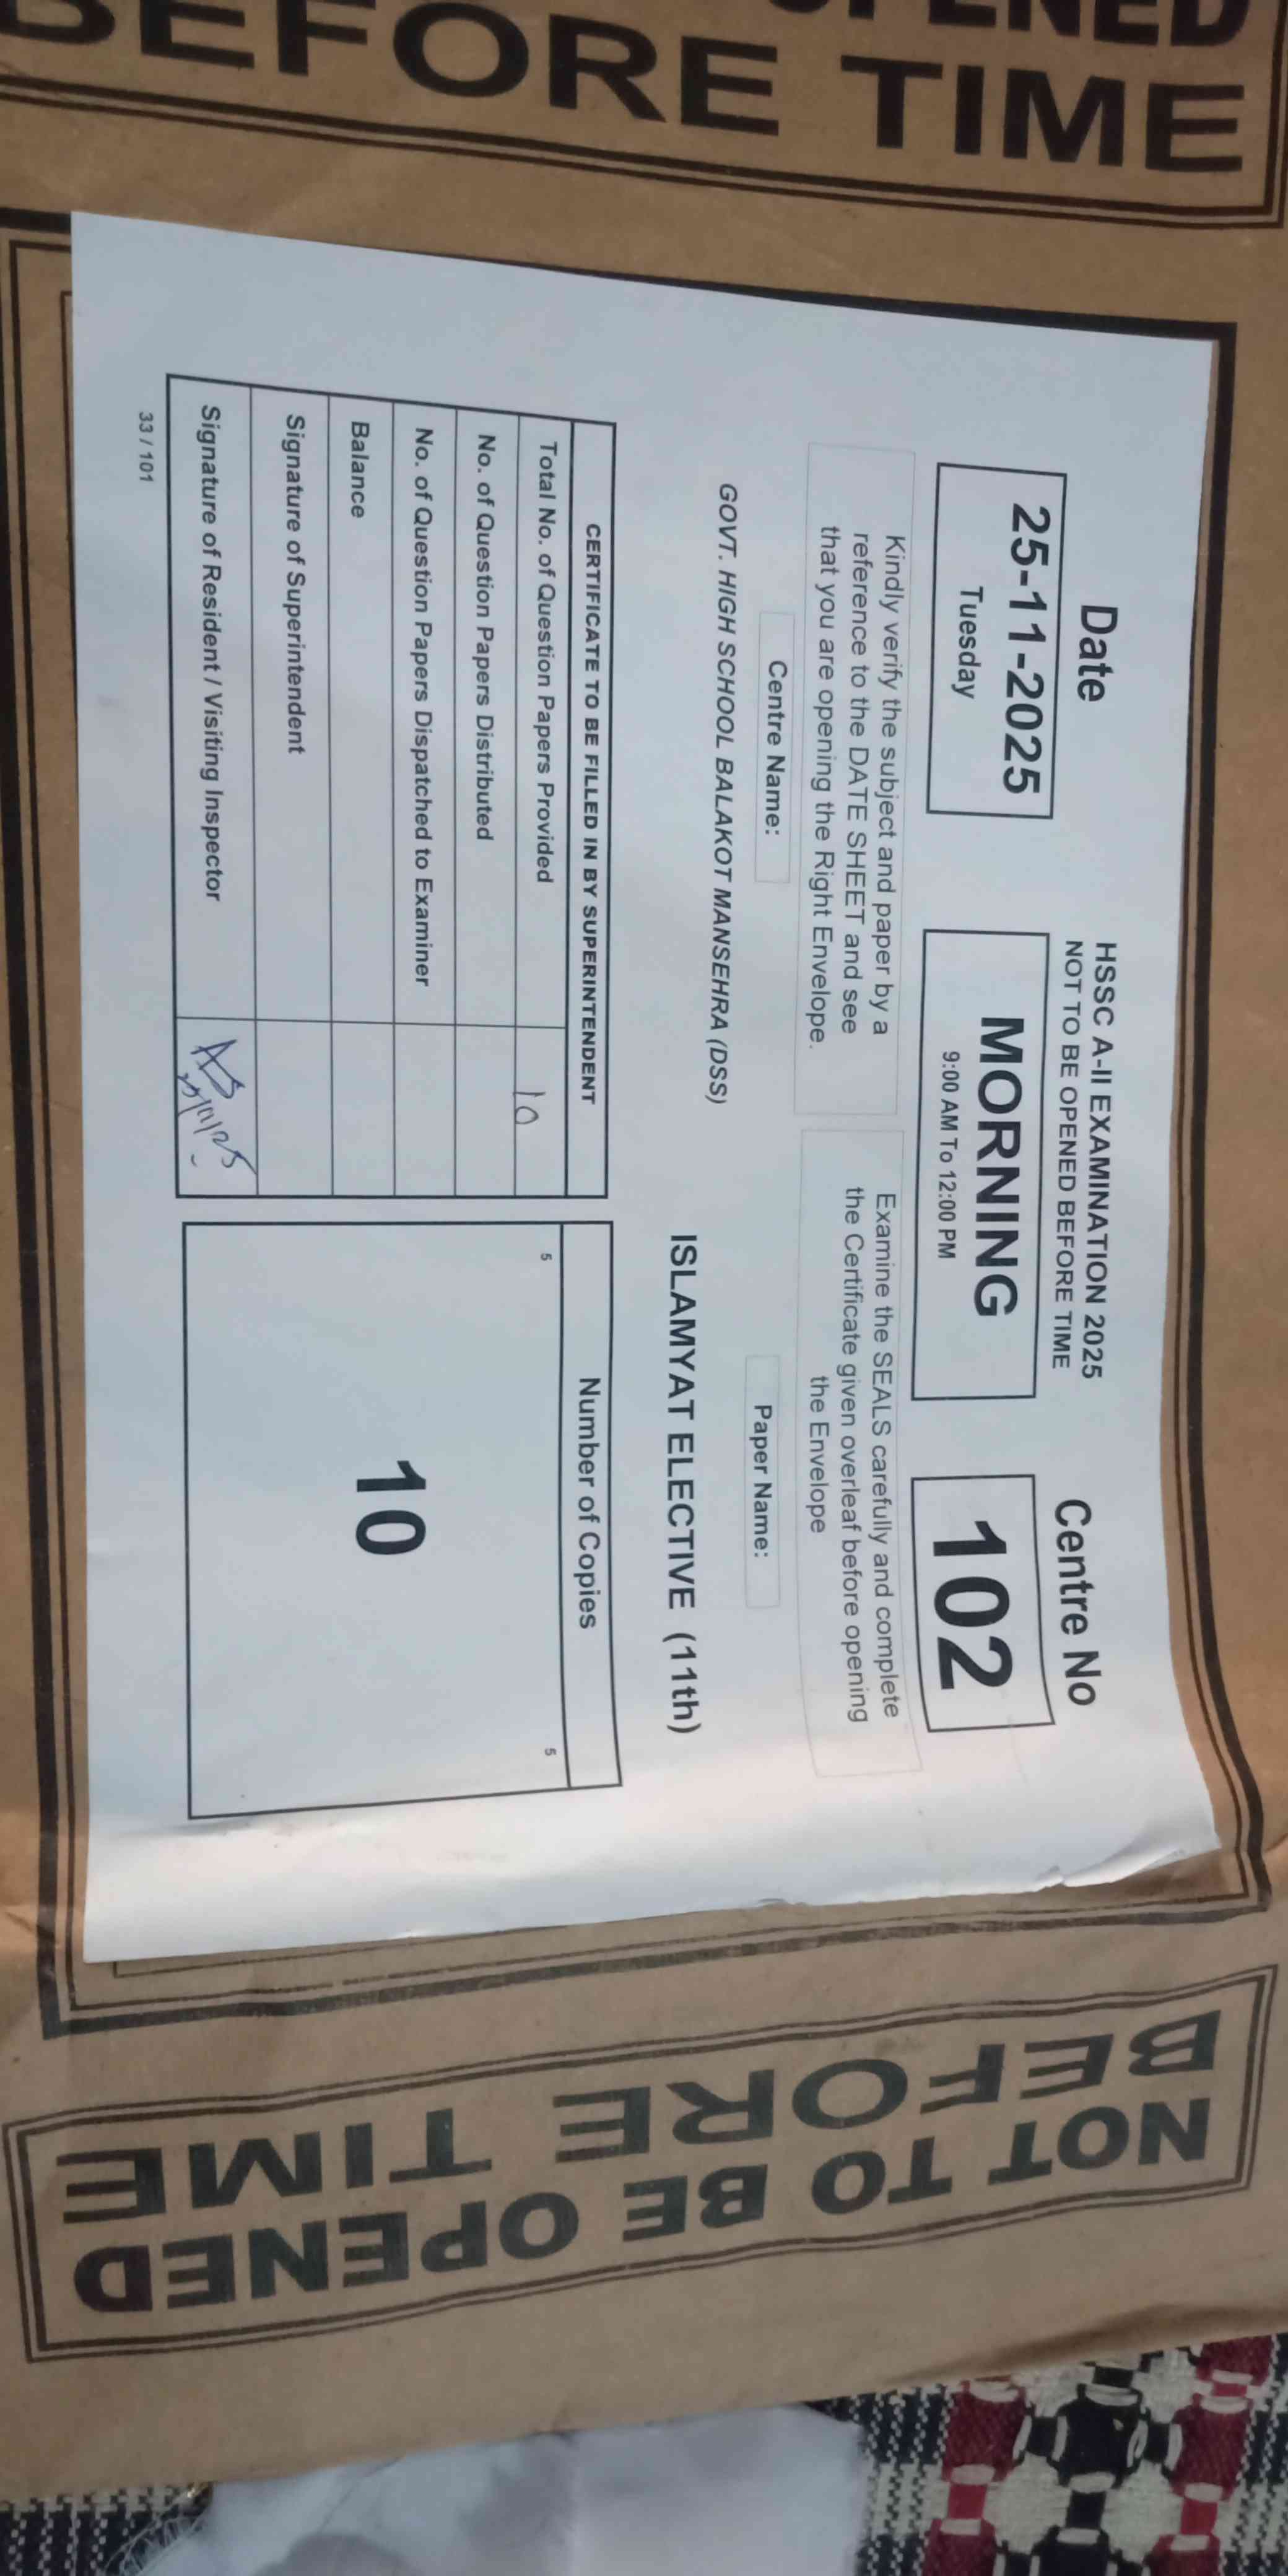 OPENED
BEFORE TIME
Date
25-11-2025
Tuesday
HSSC A-II EXAMINATION 2025
NOT TO BE OPENED BEFORE TIME
MORNING
9:00 AM To 12:00 PM
Centre No
102
Kindly verify the subject and paper by a
reference to the DATE SHEET and see
that you are opening the Right Envelope.
Examine the SEALS carefully and complete
the Certificate given overleaf before opening
the Envelope
Centre Name:
GOVT. HIGH SCHOOL BALAKOT MANSEHRA (DSS)
Paper Name:
ISLAMYAT ELECTIVE (11th)
CERTIFICATE TO BE FILLED IN BY SUPERINTENDENT
Total No. of Question Papers Provided 10
No. of Question Papers Distributed
No. of Question Papers Dispatched to Examiner
Balance
Signature of Superintendent
Signature of Resident / Visiting Inspector 25/11/25
Number of Copies
5 5
10
33 / 101
NOT TO BE OPENED
BEFORE TIME